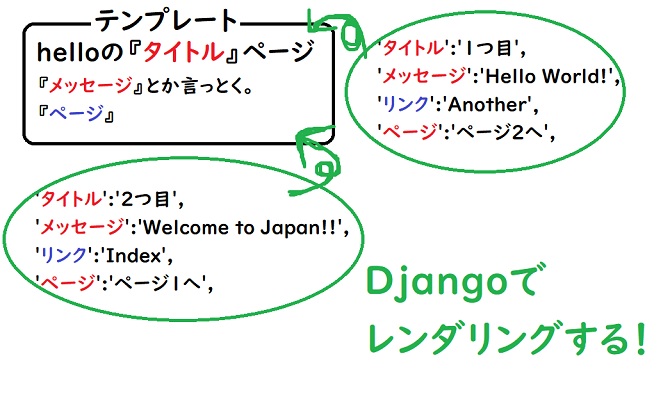 テンプレート
helloの『タイトル』ページ
『メッセージ』とか言っとく。
『ページ』
'タイトル':'1つ目',
'メッセージ':'Hello World!',
'リンク':'Another',
'ページ':'ページ2へ',
'タイトル':'2つ目',
'メッセージ':'Welcome to Japan!!',
'リンク':'Index',
'ページ':'ページ1へ',
Djangoで
レンダリングする!